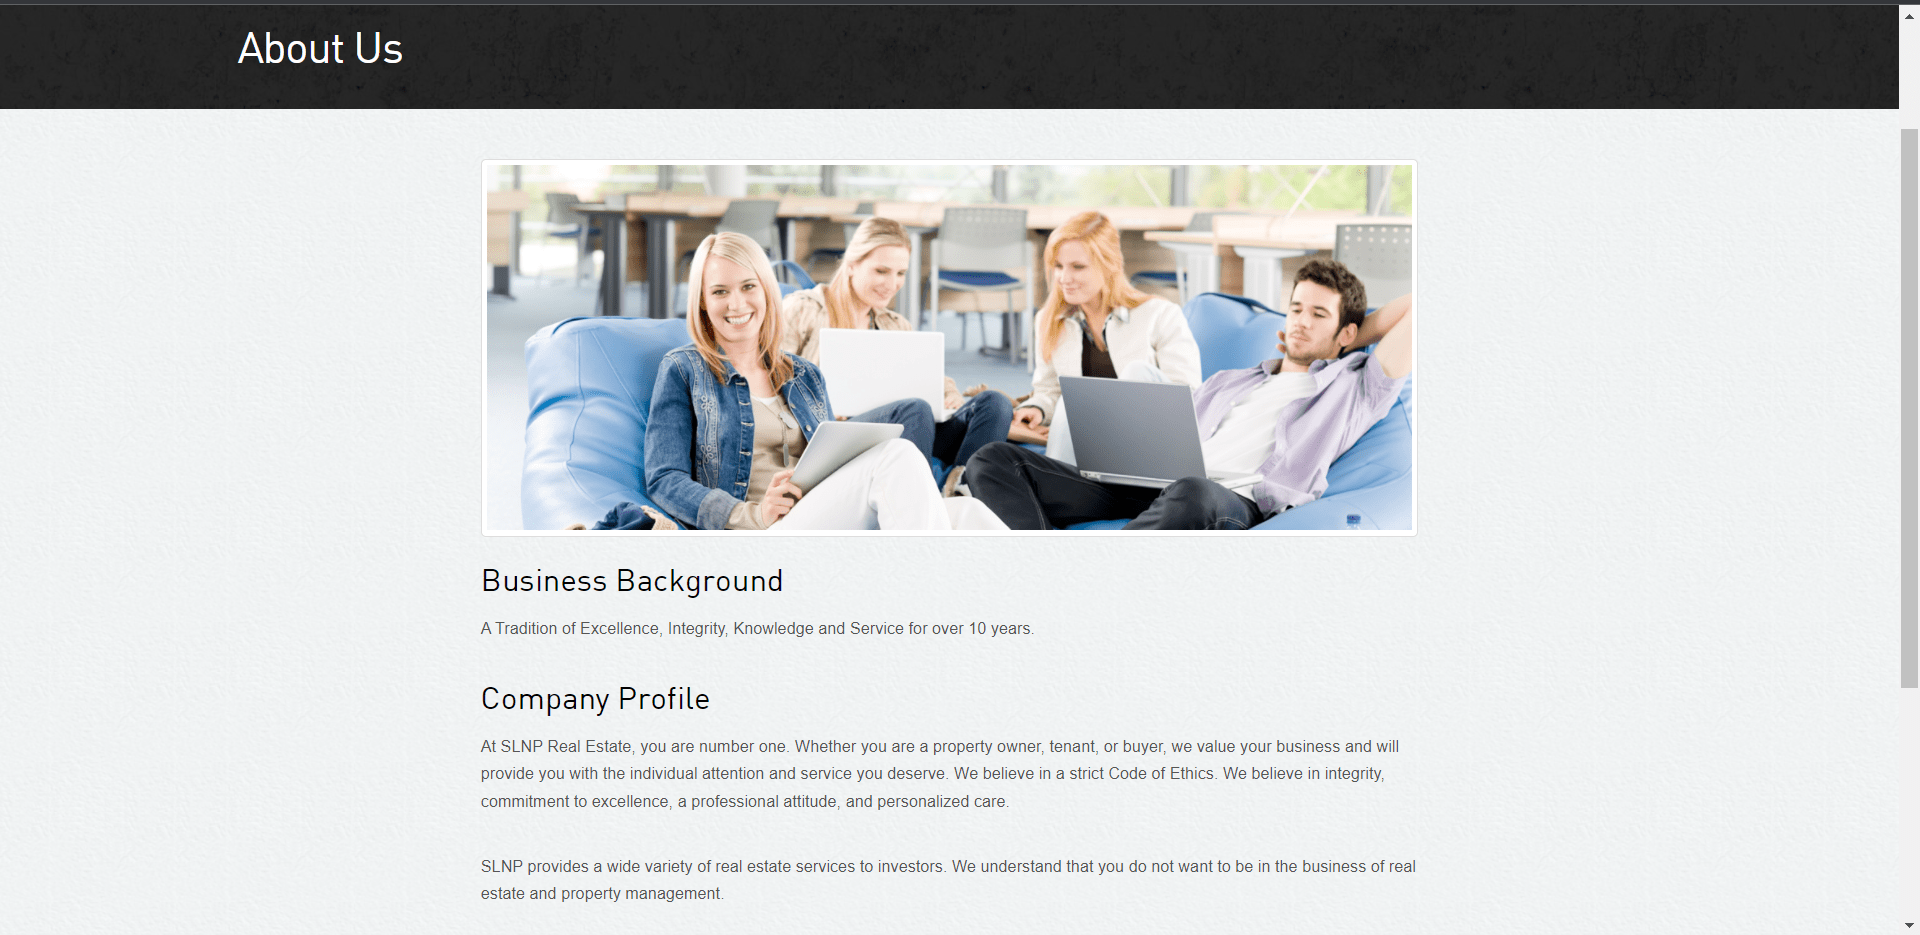 About Us
Business Background
A Tradition of Excellence, Integrity, Knowledge and Service for over 10 years.
Company Profile
At SLNP Real Estate, you are number one. Whether you are a property owner, tenant, or buyer, we value your business and will
provide you with the individual attention and service you deserve. We believe in a strict Code of Ethics. We believe in integrity,
commitment to excellence, a professional attitude, and personalized care.
SLNP provides a wide variety of real estate services to investors. We understand that you do not want to be in the business of real
estate and property management.